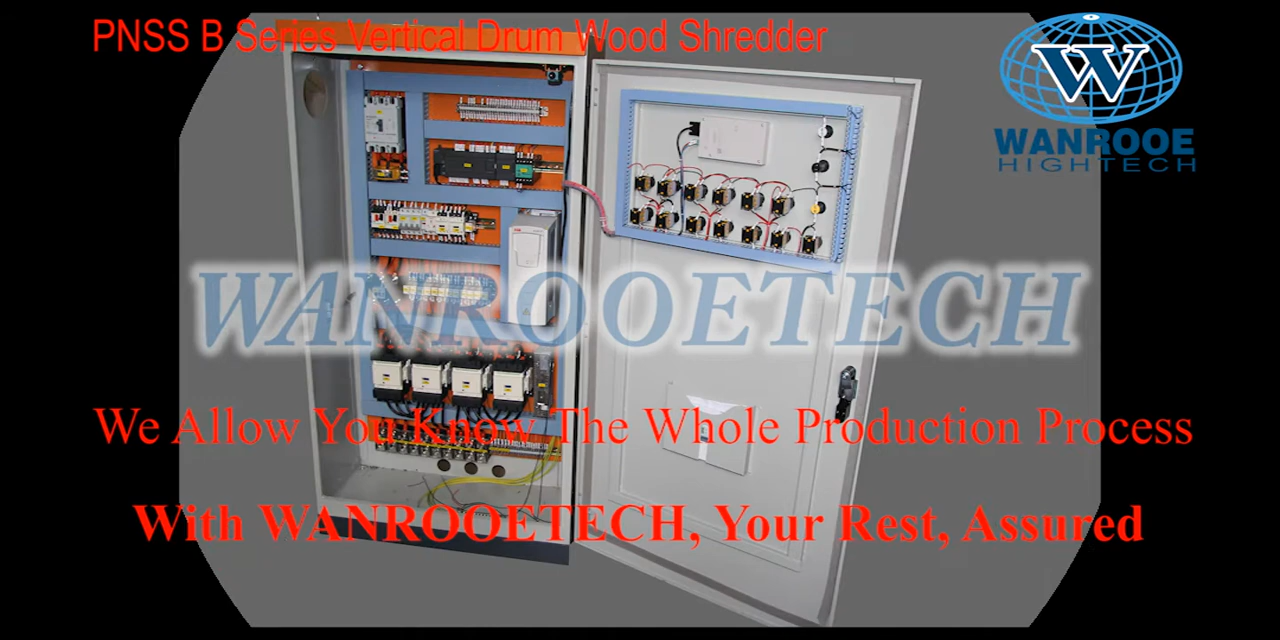 PNSS B Series Vertical Drum Wood Shredder
W
WANROOE
HIGHTECH
WANROOETECH
We Allow You Know The Whole Production Process
With WANROOETECH, Your Rest, Assured